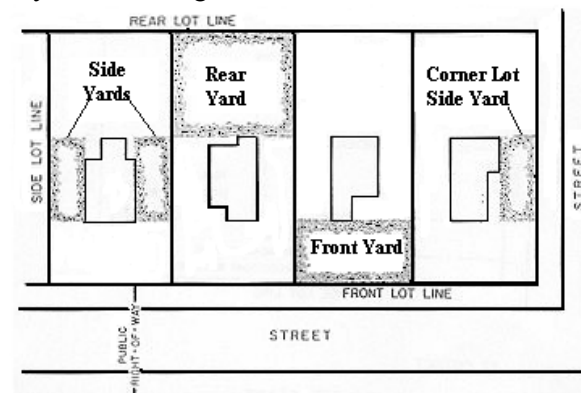 REAR LOT LINE
Side
Yards
Rear
Yard
Corner Lot
Side Yard
SIDE LOT LINE
STREET
Front Yard
FRONT LOT LINE
PUBLIC
RIGHT-OF-WAY
STREET